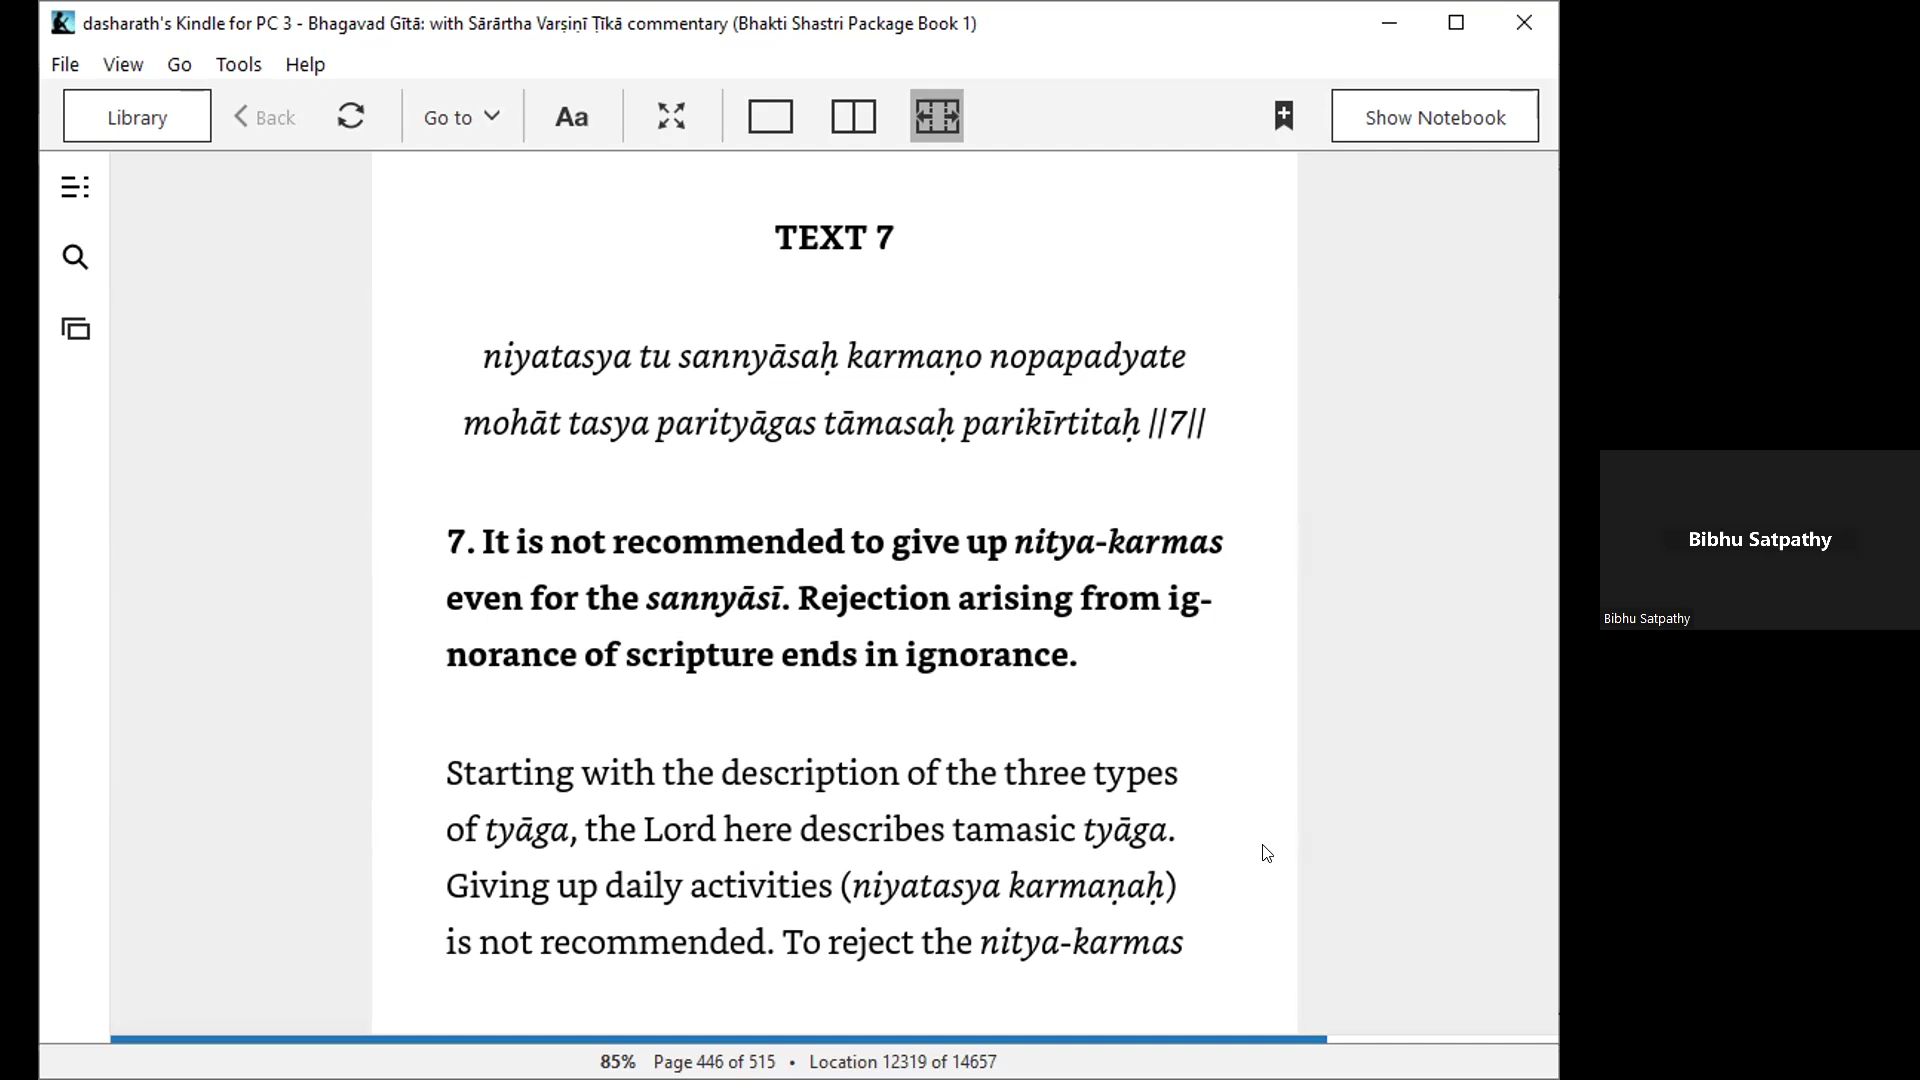 dasharath's Kindle for PC 3 - Bhagavad Gītā: with Sārārtha Varṣiṇī Ṭīkā commentary (Bhakti Shastri Package Book 1)
File View Go Tools Help
Library Back Go to Aa Show Notebook
TEXT 7
niyatasya tu sannyāsaḥ karmaṇo nopapadyate
mohāt tasya parityāgas tāmasaḥ parikīrtitaḥ ||7||
7. It is not recommended to give up nitya-karmas
even for the sannyāsī. Rejection arising from ig-
norance of scripture ends in ignorance.
Starting with the description of the three types
of tyāga, the Lord here describes tamasic tyāga.
Giving up daily activities (niyatasya karmaṇaḥ)
is not recommended. To reject the nitya-karmas
85% Page 446 of 515 • Location 12319 of 14657
Bibhu Satpathy
Bibhu Satpathy